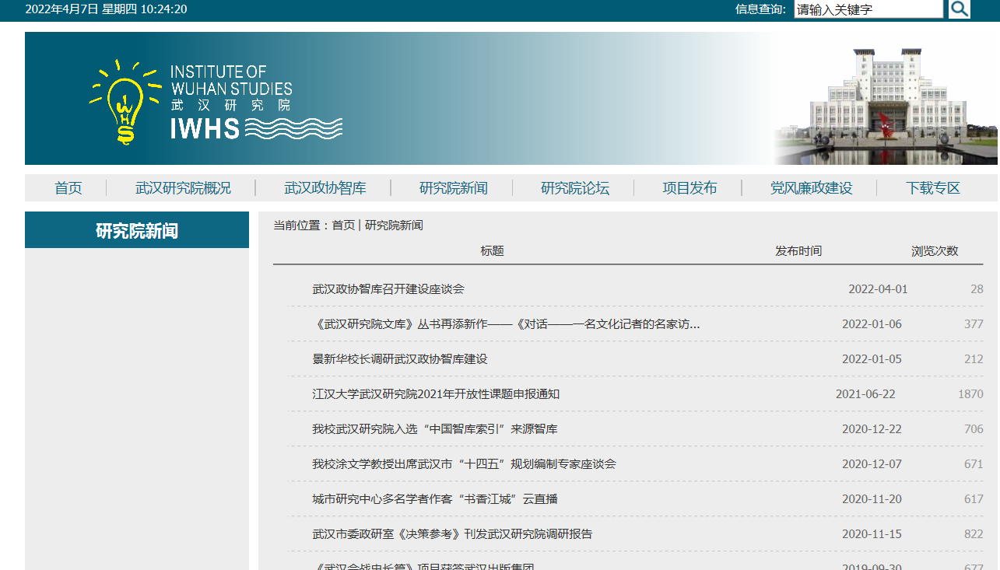 2022年4月7日 星期四 10:24:20
信息查询: 请输入关键字
INSTITUTE OF
WUHAN STUDIES
武汉研究院
IWHS
WHS
首页 武汉研究院概况 武汉政协智库 研究院新闻 研究院论坛 项目发布 党风廉政建设 下载专区
研究院新闻
当前位置：首页 | 研究院新闻
标题 发布时间 浏览次数
武汉政协智库召开建设座谈会 2022-04-01 28
《武汉研究院文库》丛书再添新作——《对话——一名文化记者的名家访... 2022-01-06 377
景新华校长调研武汉政协智库建设 2022-01-05 212
江汉大学武汉研究院2021年开放性课题申报通知 2021-06-22 1870
我校武汉研究院入选“中国智库索引”来源智库 2020-12-22 706
我校涂文学教授出席武汉市“十四五”规划编制专家座谈会 2020-12-07 671
城市研究中心多名学者作客“书香江城”云直播 2020-11-20 617
武汉市委政研室《决策参考》刊发武汉研究院调研报告 2020-11-15 822
《武汉会战史长篇》项目获签武汉出版集团 2019-09-30 677